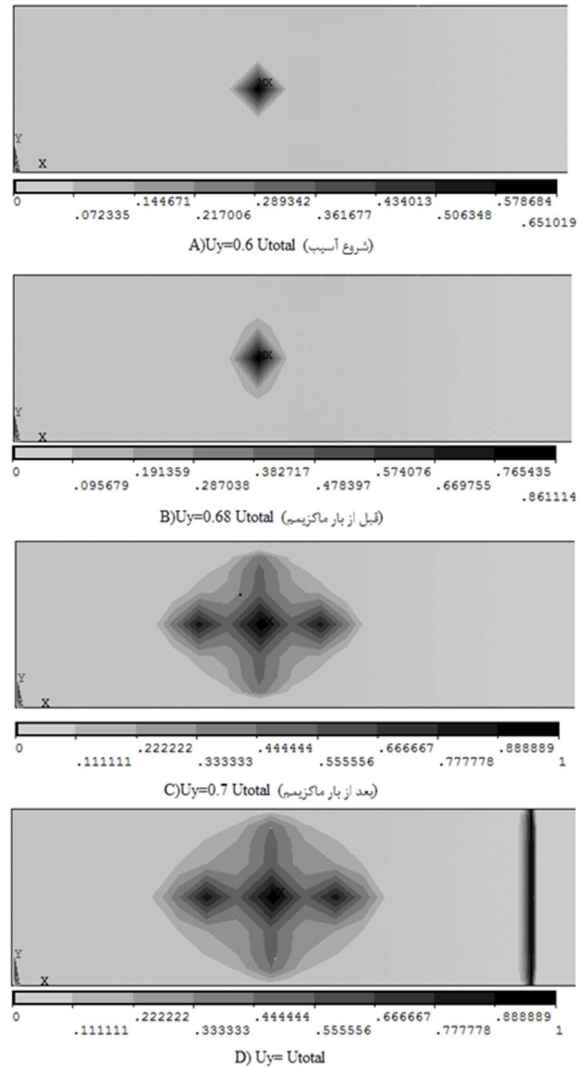 MX
Y
X
0 .144671 .289342 .434013 .578684
.072335 .217006 .361677 .506348 .651019
A)Uy=0.6 Utotal (شروع آسیب)
MX
Y
X
0 .191359 .382717 .574076 .765435
.095679 .287038 .478397 .669755 .861114
B)Uy=0.68 Utotal (قبل از بار ماکزیمم)
Y
X
0 .222222 .444444 .666667 .888889
.111111 .333333 .555556 .777778 1
C)Uy=0.7 Utotal (بعد از بار ماکزیمم)
Y
X
0 .222222 .444444 .666667 .888889
.111111 .333333 .555556 .777778 1
D) Uy= Utotal